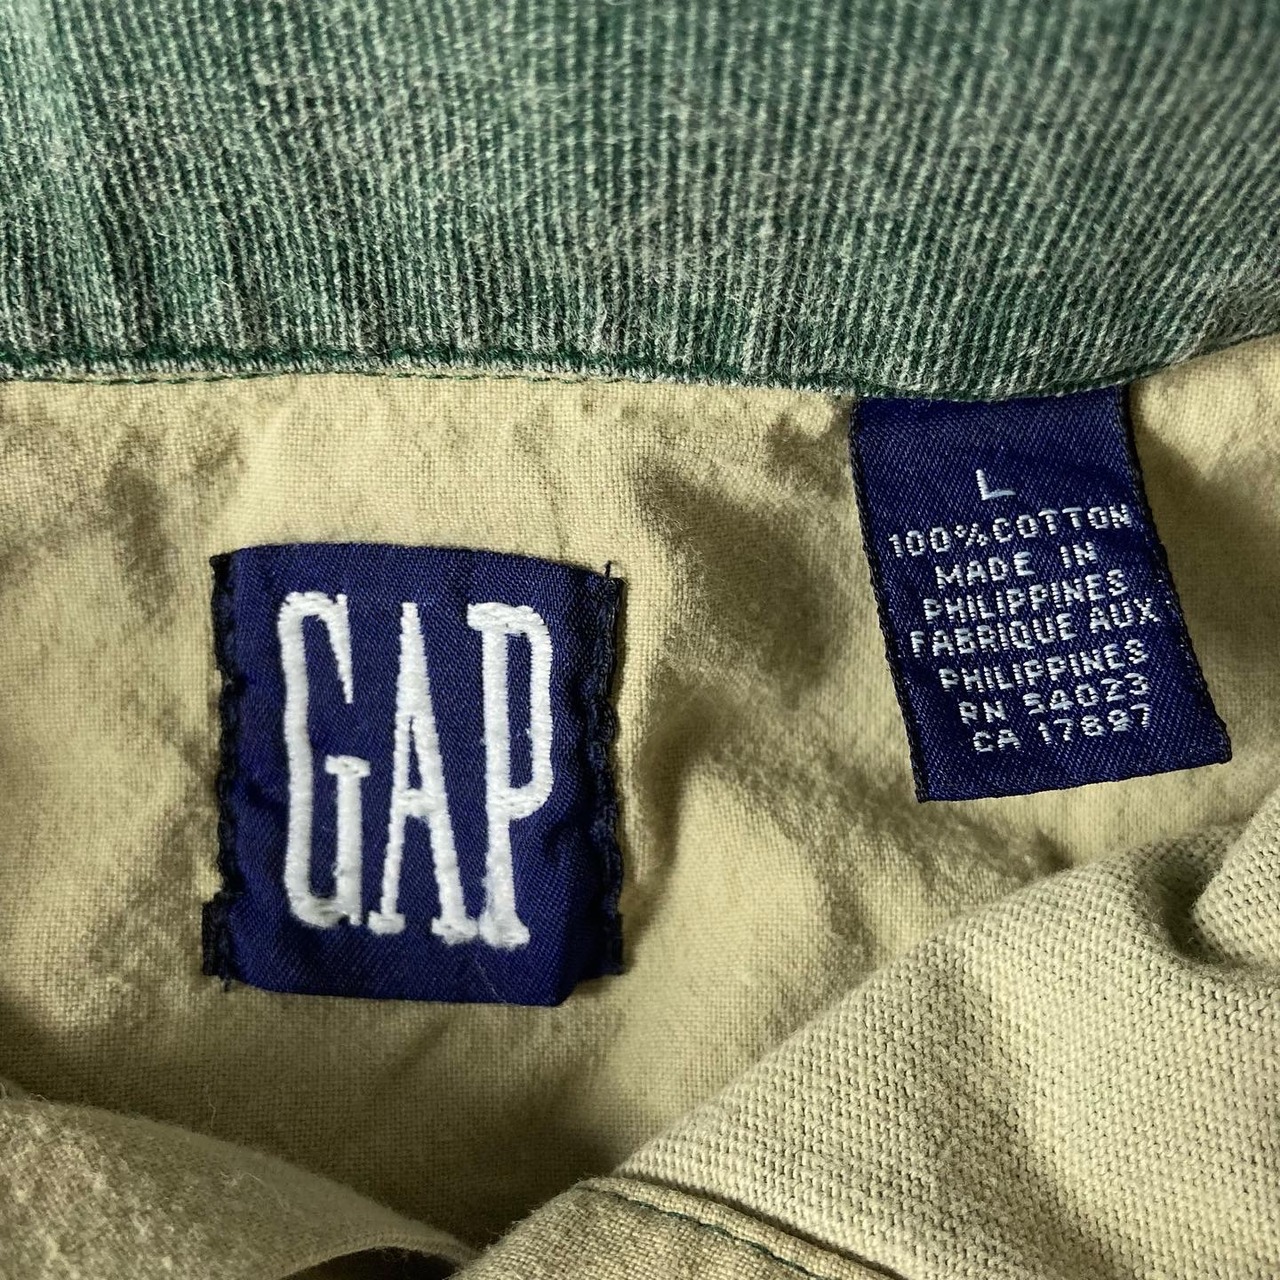 GAP
L
100%COTTON
MADE IN
PHILIPPINES
FABRIQUE AUX
PHILIPPINES
RN 54023
CA 17897